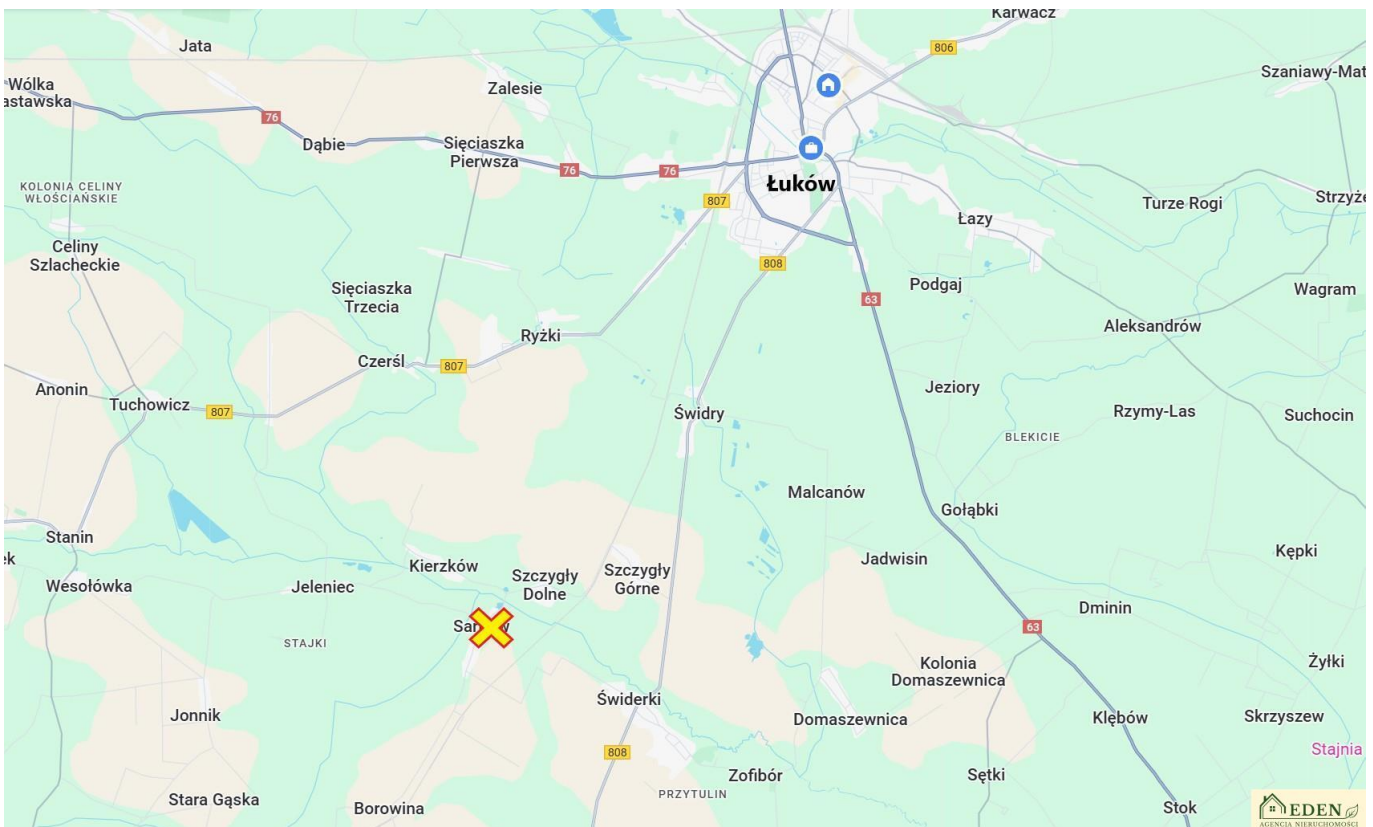 Karwacz
Jata
806
Szaniawy-Mat
Wólka
astawska
Zalesie
76
Dąbie
Sięciaszka
Pierwsza
76
76
Łuków
KOLONIA CELINY
WŁOŚCIAŃSKIE
807
Turze Rogi
Strzyże
Łazy
Celiny
Szlacheckie
808
Sięciaszka
Trzecia
63
Podgaj
Wagram
Ryżki
Aleksandrów
Czerśl
807
Anonin
Tuchowicz
807
Jeziory
Świdry
Rzymy-Las
Suchocin
BLEKICIE
Malcanów
Gołąbki
Stanin
ek
Kierzków
Szczygły
Dolne
Szczygły
Górne
Jadwisin
Kępki
Wesołówka
Jeleniec
Dminin
63
STAJKI
Kolonia
Domaszewnica
Żyłki
Świderki
Jonnik
Domaszewnica
Klębów
Skrzyszew
808
Stajnia
Zofibór
Sętki
PRZYTULIN
Stara Gąska
Borowina
Stok
EDEN
AGENCJA NIERUCHOMOŚCI